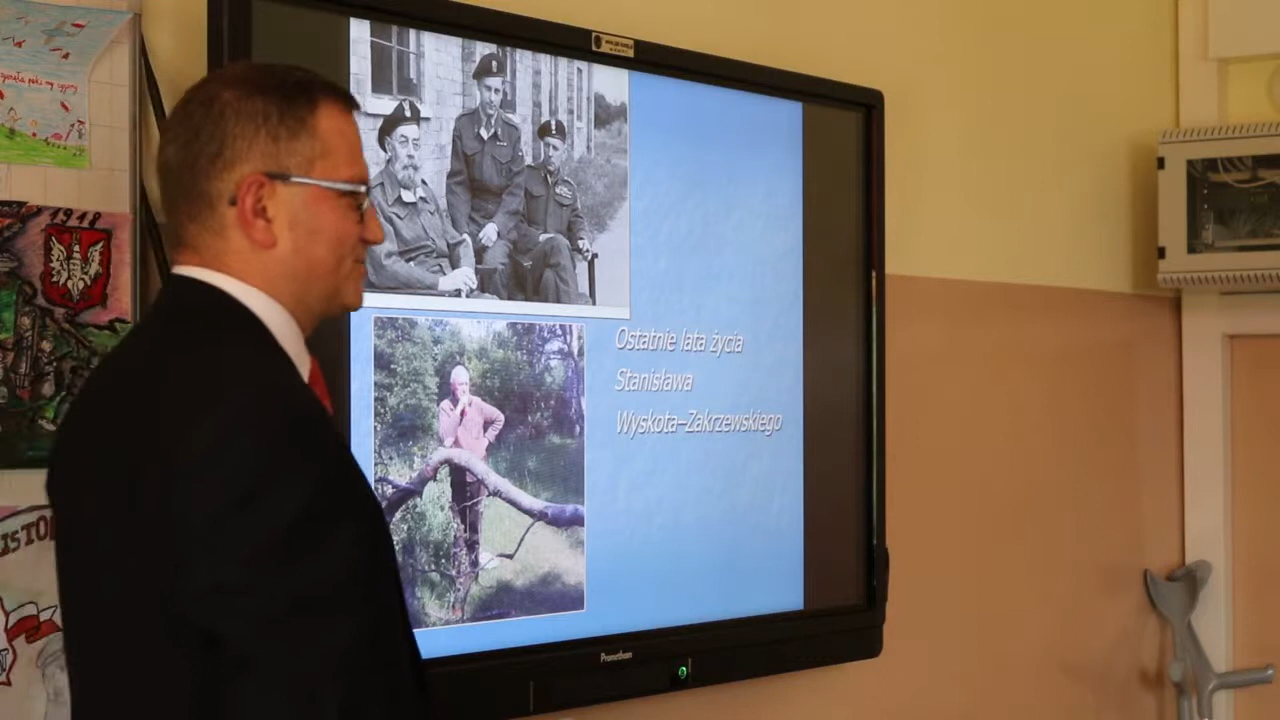 1918
Ostatnie lata życia
Stanisława
Wyskota–Zakrzewskiego
Promethean